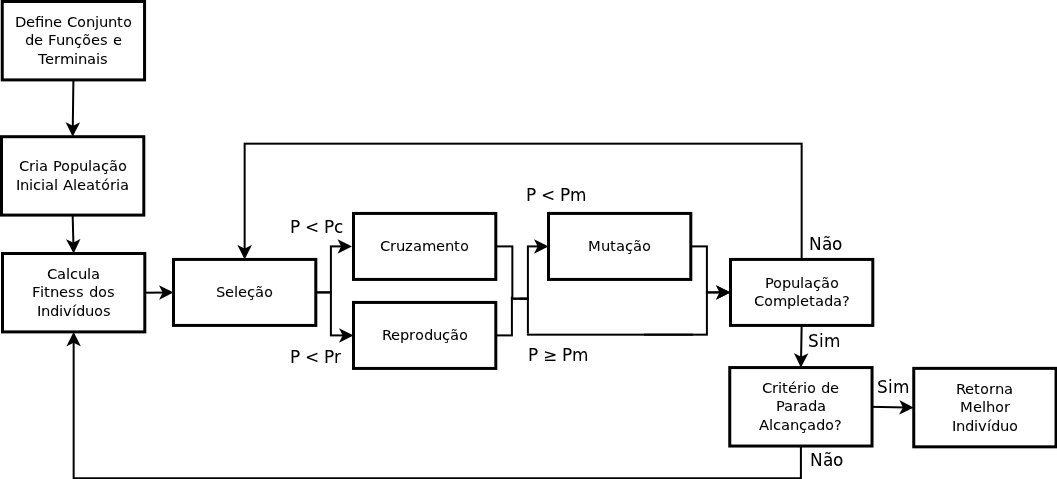 Define Conjunto
de Funções e
Terminais
Cria População
Inicial Aleatória
Calcula
Fitness dos
Indivíduos
Seleção
P < Pc
Cruzamento
P < Pr
Reprodução
P < Pm
Mutação
P ≥ Pm
Não
População
Completada?
Sim
Critério de
Parada
Alcançado?
Sim
Retorna
Melhor
Indivíduo
Não